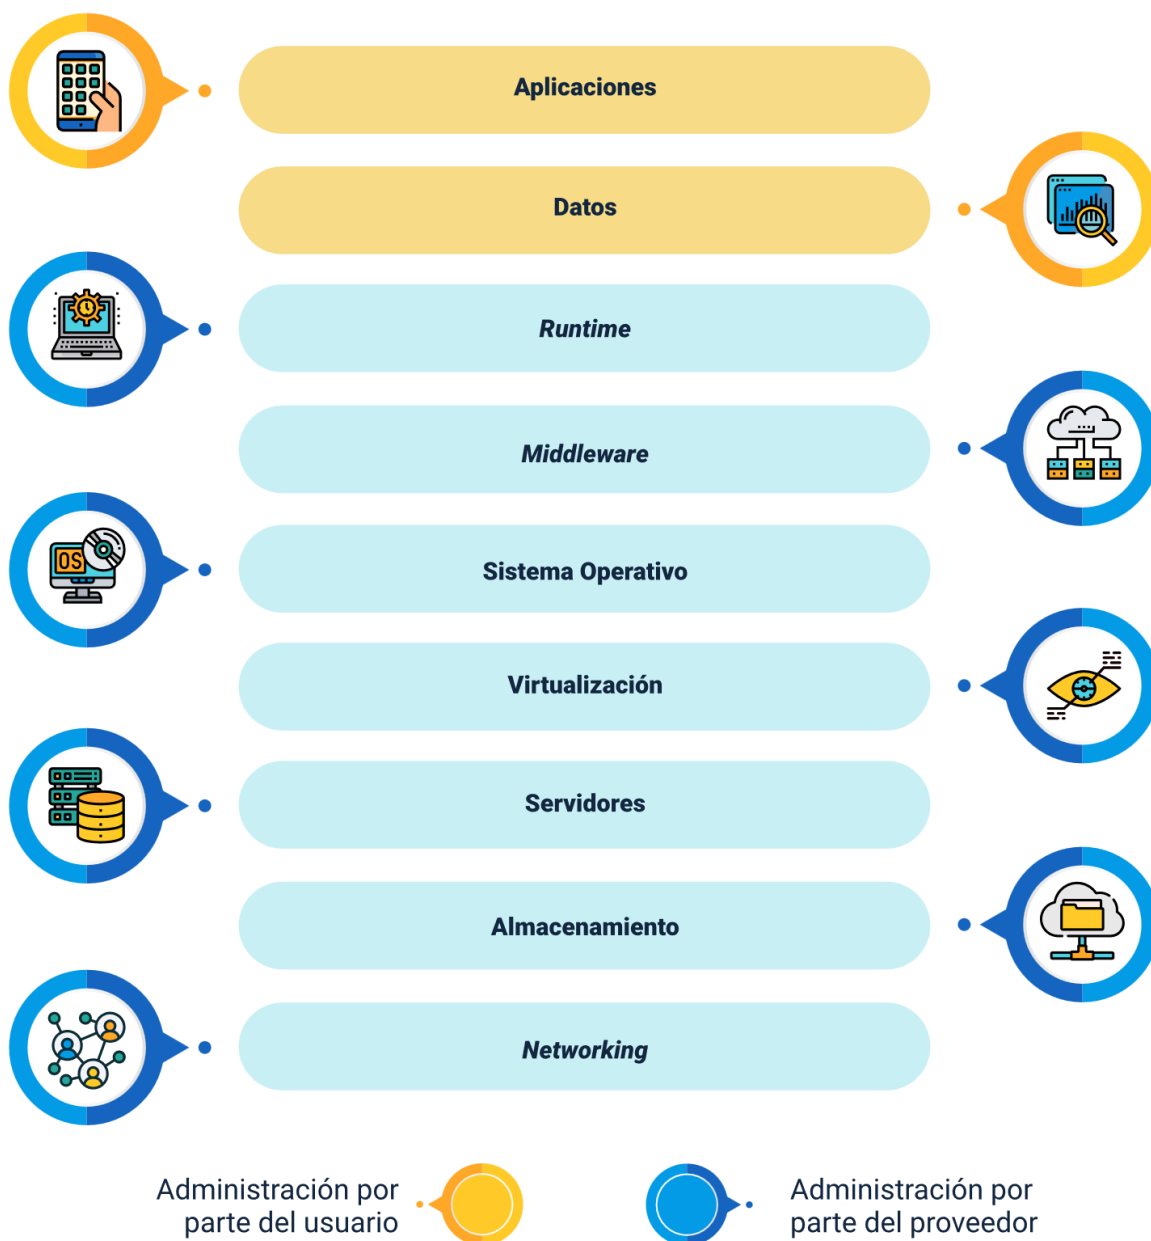 Aplicaciones
Datos
Runtime
Middleware
OS
Sistema Operativo
Virtualización
Servidores
Almacenamiento
Networking
Administración por
parte del usuario
Administración por
parte del proveedor